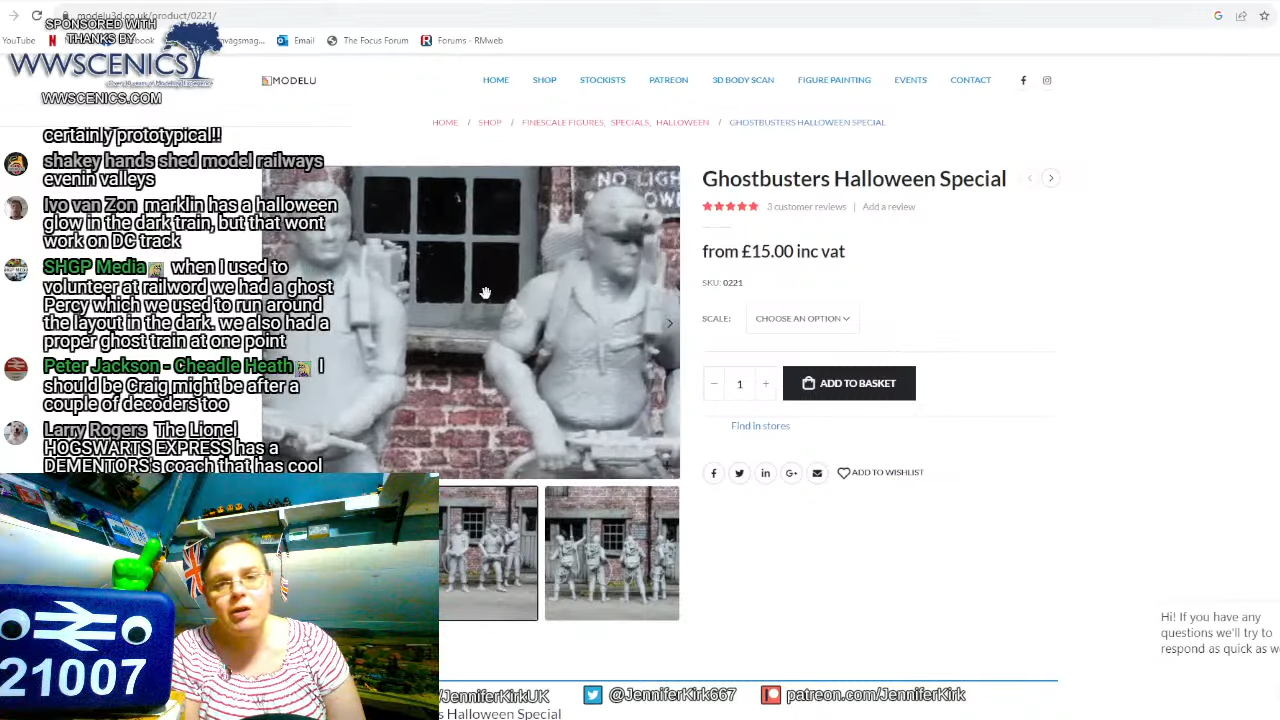 modelu3d.co.uk/product/0221/
SPONSORED WITH
THANKS BY
WWSCENICS
WWSCENICS.COM
YouTube
Email
The Focus Forum
Forums - RMweb
MODELU
HOME
SHOP
STOCKISTS
PATREON
3D BODY SCAN
FIGURE PAINTING
EVENTS
CONTACT
HOME / SHOP / FINESCALE FIGURES, SPECIALS, HALLOWEEN / GHOSTBUSTERS HALLOWEEN SPECIAL
certainly prototypical!!
shakey hands shed model railways
evenin valleys
Ivo van Zon marklin has a halloween
glow in the dark train, but that wont
work on DC track
SHGP Media when I used to
volunteer at railword we had a ghost
Percy which we used to run around
the layout in the dark. we also had a
proper ghost train at one point
Peter Jackson - Cheadle Heath I
should be Craig might be after a
couple of decoders too
Larry Rogers The Lionel
HOGSWARTS EXPRESS has a
DEMENTORS's coach that has cool
NO LIGH
Ghostbusters Halloween Special
3 customer reviews | Add a review
from £15.00 inc vat
SKU: 0221
SCALE:
CHOOSE AN OPTION
1
ADD TO BASKET
Find in stores
ADD TO WISHLIST
21007
Hi! If you have any
questions we'll try to
respond as quick as w
/JenniferKirkUK
@JenniferKirk667
patreon.com/JenniferKirk
s Halloween Special